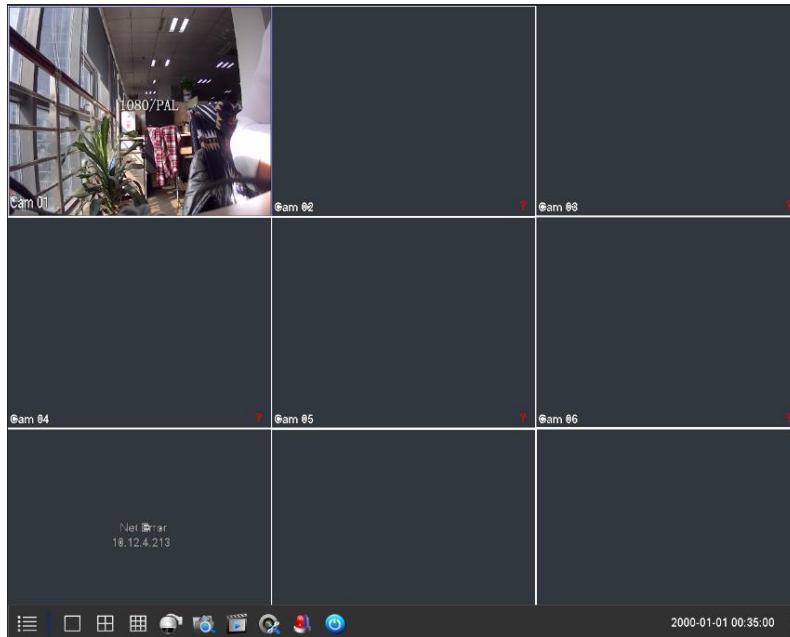 1080/PAL
Cam 01
Cam 02
?
Cam 03
?
Cam 04
?
Cam 05
?
Cam 06
?
Net Error
10.12.4.213
2000-01-01 00:35:00